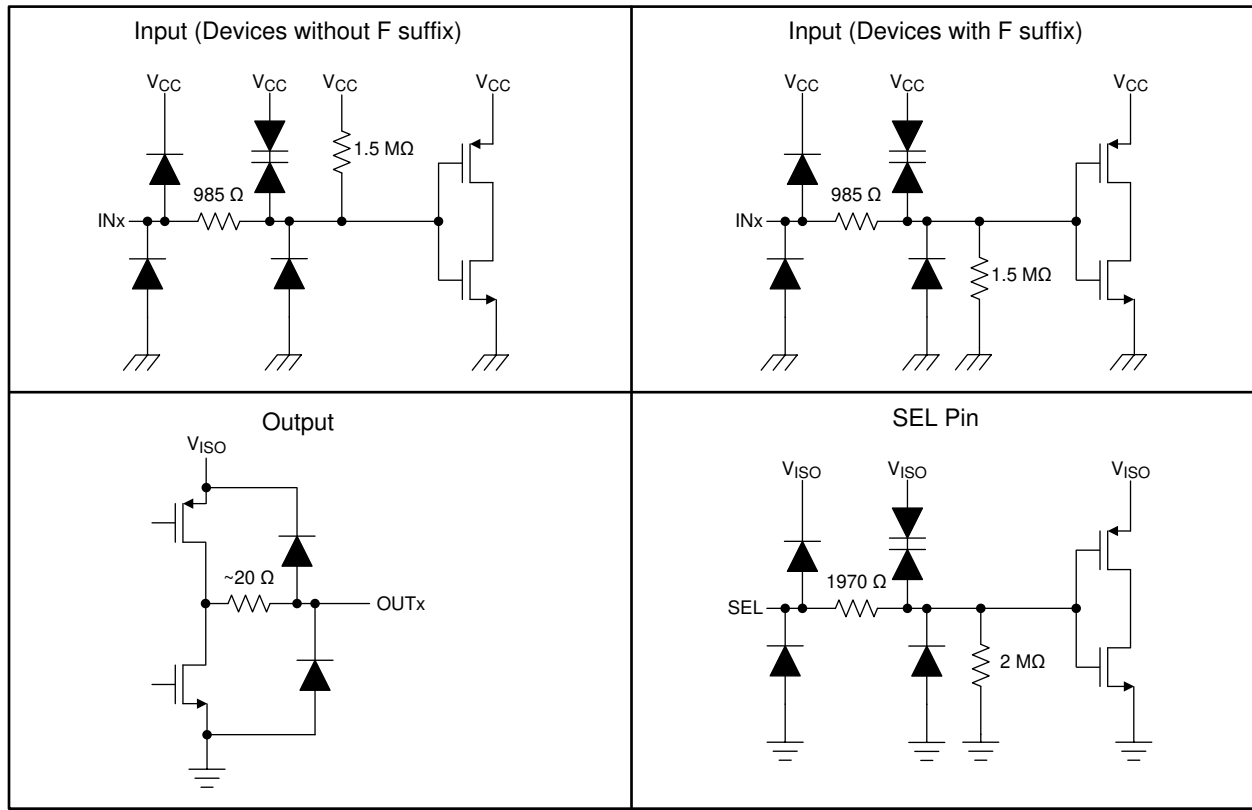 Input (Devices without F suffix)
VCC VCC VCC VCC
1.5 MΩ
985 Ω
INx
Input (Devices with F suffix)
VCC VCC VCC
985 Ω
INx
1.5 MΩ
Output
VISO
~20 Ω
OUTx
SEL Pin
VISO VISO VISO
1970 Ω
SEL
2 MΩ